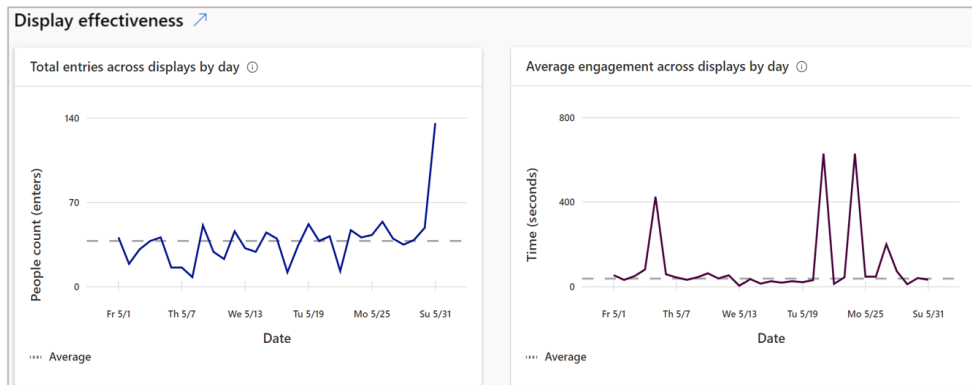 Display effectiveness
Total entries across displays by day
140
70
0
People count (enters)
Fr 5/1
Th 5/7
We 5/13
Tu 5/19
Mo 5/25
Su 5/31
Date
Average
Average engagement across displays by day
800
400
0
Time (seconds)
Fr 5/1
Th 5/7
We 5/13
Tu 5/19
Mo 5/25
Su 5/31
Date
Average